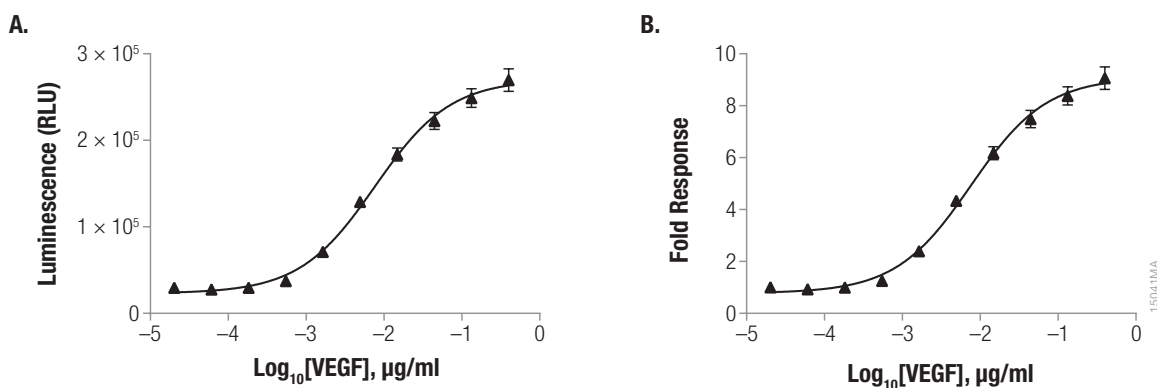 A.
3 × 10⁵
2 × 10⁵
1 × 10⁵
0
Luminescence (RLU)
–5 –4 –3 –2 –1 0
Log₁₀[VEGF], µg/ml
B.
10
8
6
4
2
0
Fold Response
–5 –4 –3 –2 –1 0
Log₁₀[VEGF], µg/ml
15041MA